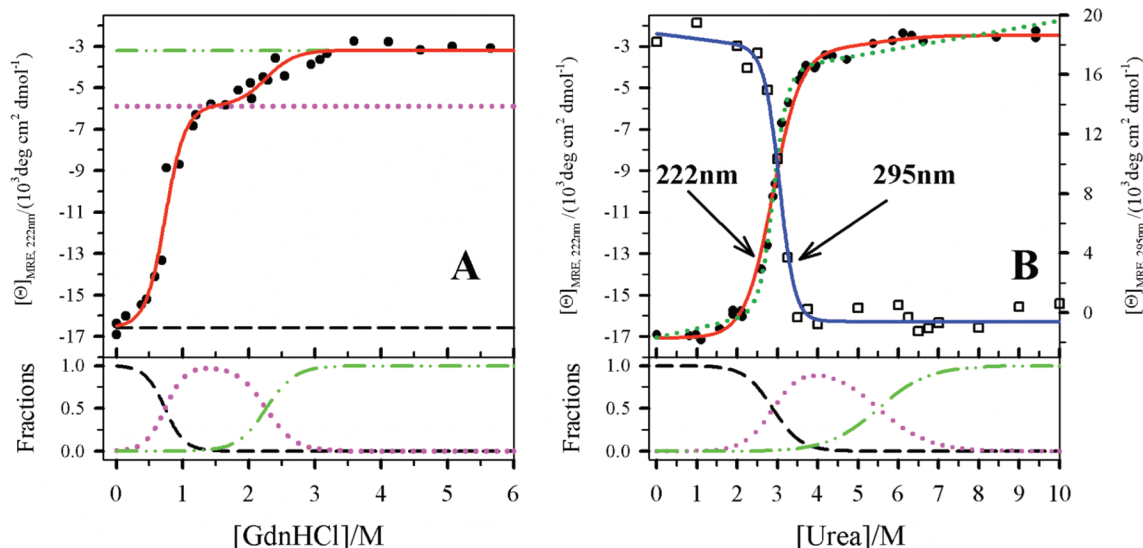 [Θ]MRE, 222nm/(10³deg cm² dmol⁻¹)
-3
-5
-7
-9
-11
-13
-15
-17
A
Fractions
1.0
0.5
0.0
0 1 2 3 4 5 6
[GdnHCl]/M
[Θ]MRE, 222nm/(10³deg cm² dmol⁻¹)
-3
-5
-7
-9
-11
-13
-15
-17
222nm
295nm
B
20
16
12
8
4
0
[Θ]MRE, 295nm/(10³deg cm² dmol⁻¹)
Fractions
1.0
0.5
0.0
0 1 2 3 4 5 6 7 8 9 10
[Urea]/M